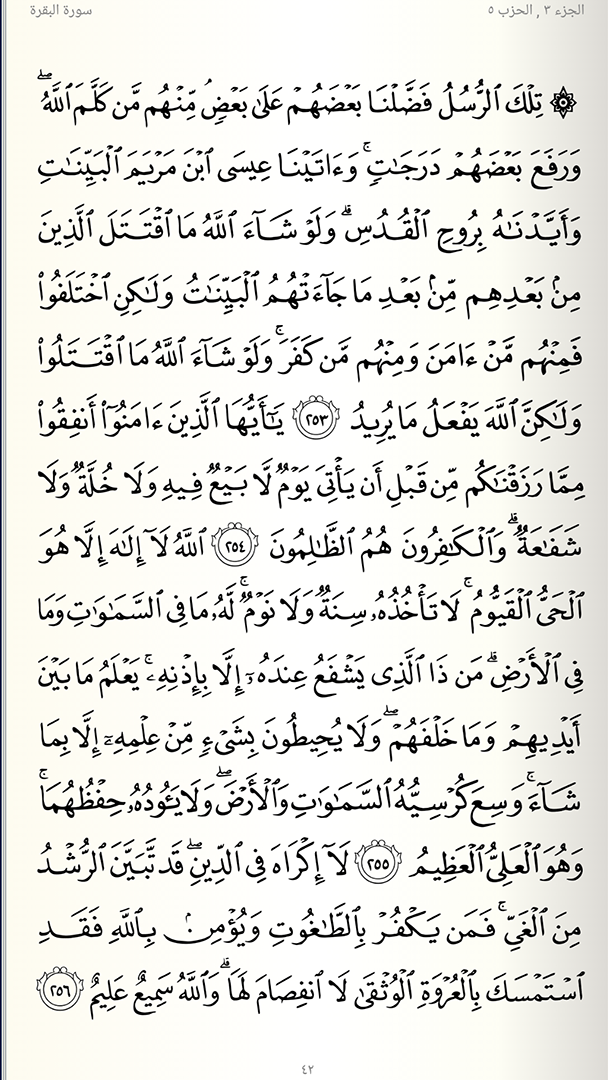 الجزء ٣ , الحزب ٥
سورة البقرة
۞ تِلْكَ ٱلرُّسُلُ فَضَّلْنَا بَعْضَهُمْ عَلَىٰ بَعْضٍۘ مِّنْهُم مَّن كَلَّمَ ٱللَّهُۖ
وَرَفَعَ بَعْضَهُمْ دَرَجَٰتٍۚ وَءَاتَيْنَا عِيسَى ٱبْنَ مَرْيَمَ ٱلْبَيِّنَٰتِ
وَأَيَّدْنَٰهُ بِرُوحِ ٱلْقُدُسِۗ وَلَوْ شَآءَ ٱللَّهُ مَا ٱقْتَتَلَ ٱلَّذِينَ
مِنۢ بَعْدِهِم مِّنۢ بَعْدِ مَا جَآءَتْهُمُ ٱلْبَيِّنَٰتُ وَلَٰكِنِ ٱخْتَلَفُوا۟
فَمِنْهُم مَّنْ ءَامَنَ وَمِنْهُم مَّن كَفَرَۚ وَلَوْ شَآءَ ٱللَّهُ مَا ٱقْتَتَلُوا۟
وَلَٰكِنَّ ٱللَّهَ يَفْعَلُ مَا يُرِيدُ ٢٥٣ يَٰٓأَيُّهَا ٱلَّذِينَ ءَامَنُوٓا۟ أَنفِقُوا۟
مِمَّا رَزَقْنَٰكُم مِّن قَبْلِ أَن يَأْتِىَ يَوْمٌ لَّا بَيْعٌ فِيهِ وَلَا خُلَّةٌ وَلَا
شَفَٰعَةٌۗ وَٱلْكَٰفِرُونَ هُمُ ٱلظَّٰلِمُونَ ٢٥٤ ٱللَّهُ لَآ إِلَٰهَ إِلَّا هُوَ
ٱلْحَىُّ ٱلْقَيُّومُۚ لَا تَأْخُذُهُۥ سِنَةٌ وَلَا نَوْمٌۚ لَّهُۥ مَا فِى ٱلسَّمَٰوَٰتِ وَمَا
فِى ٱلْأَرْضِۗ مَن ذَا ٱلَّذِى يَشْفَعُ عِندَهُۥٓ إِلَّا بِإِذْنِهِۦۚ يَعْلَمُ مَا بَيْنَ
أَيْدِيهِمْ وَمَا خَلْفَهُمْۖ وَلَا يُحِيطُونَ بِشَىْءٍ مِّنْ عِلْمِهِۦٓ إِلَّا بِمَا
شَآءَۚ وَسِعَ كُرْسِيُّهُ ٱلسَّمَٰوَٰتِ وَٱلْأَرْضَۖ وَلَا يَـُٔودُهُۥ حِفْظُهُمَاۚ
وَهُوَ ٱلْعَلِىُّ ٱلْعَظِيمُ ٢٥٥ لَآ إِكْرَاهَ فِى ٱلدِّينِۖ قَد تَّبَيَّنَ ٱلرُّشْدُ
مِنَ ٱلْغَىِّۚ فَمَن يَكْفُرْ بِٱلطَّٰغُوتِ وَيُؤْمِنۢ بِٱللَّهِ فَقَدِ
ٱسْتَمْسَكَ بِٱلْعُرْوَةِ ٱلْوُثْقَىٰ لَا ٱنفِصَامَ لَهَاۗ وَٱللَّهُ سَمِيعٌ عَلِيمٌ ٢٥٦
٤٢